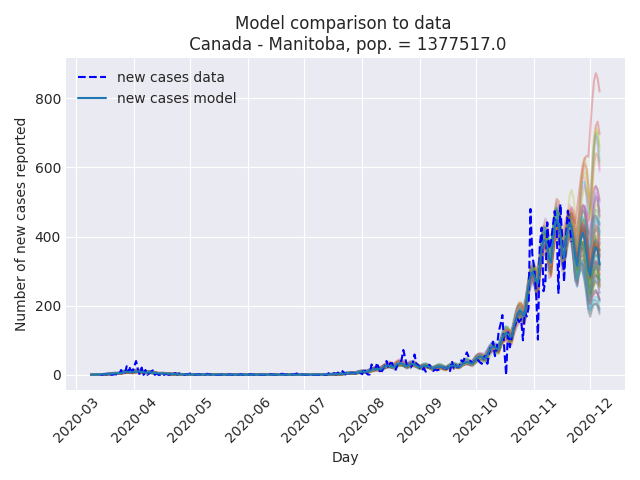 Model comparison to data
Canada - Manitoba, pop. = 1377517.0
new cases data
new cases model
Number of new cases reported
800
600
400
200
0
2020-03
2020-04
2020-05
2020-06
2020-07
2020-08
2020-09
2020-10
2020-11
2020-12
Day